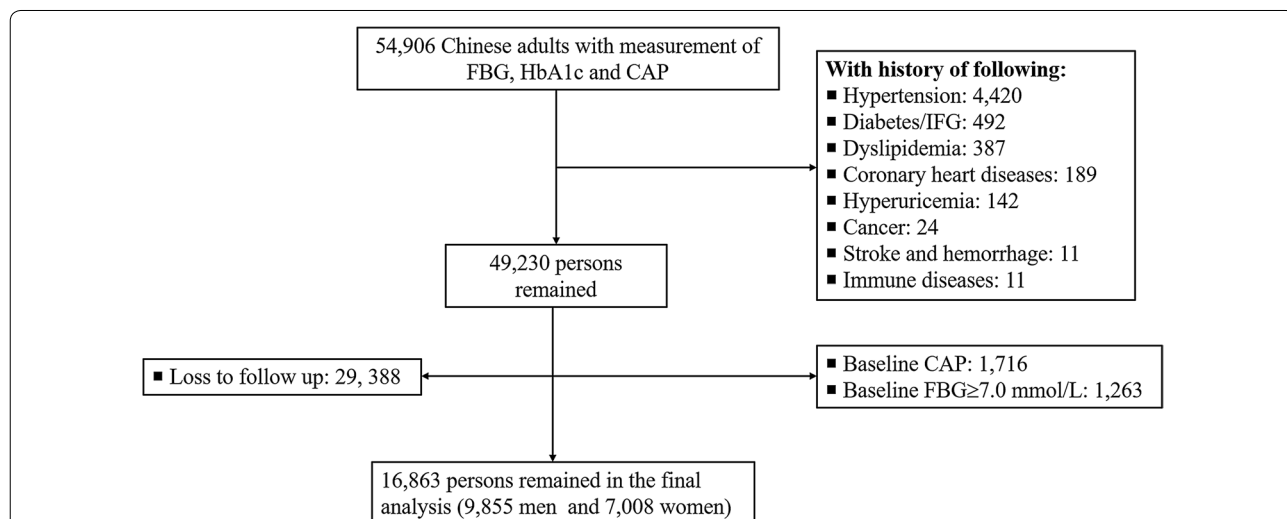 54,906 Chinese adults with measurement of
FBG, HbA1c and CAP
With history of following:
■ Hypertension: 4,420
■ Diabetes/IFG: 492
■ Dyslipidemia: 387
■ Coronary heart diseases: 189
■ Hyperuricemia: 142
■ Cancer: 24
■ Stroke and hemorrhage: 11
■ Immune diseases: 11
49,230 persons
remained
■ Loss to follow up: 29, 388
■ Baseline CAP: 1,716
■ Baseline FBG≥7.0 mmol/L: 1,263
16,863 persons remained in the final
analysis (9,855 men and 7,008 women)